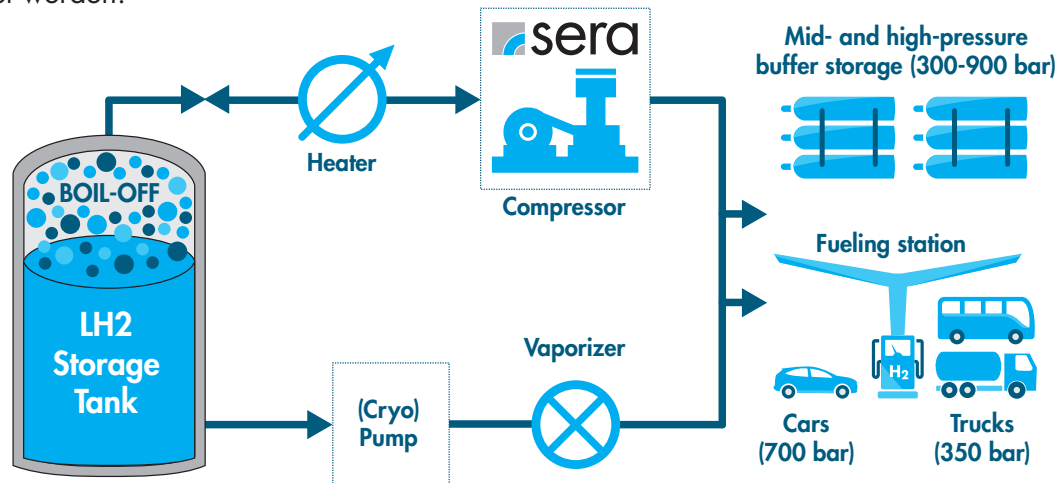 sera
Mid- and high-pressure
buffer storage (300-900 bar)
BOIL-OFF
Heater
Compressor
Fueling station
LH2
Storage
Tank
Vaporizer
(Cryo)
Pump
H2
Cars
(700 bar)
Trucks
(350 bar)